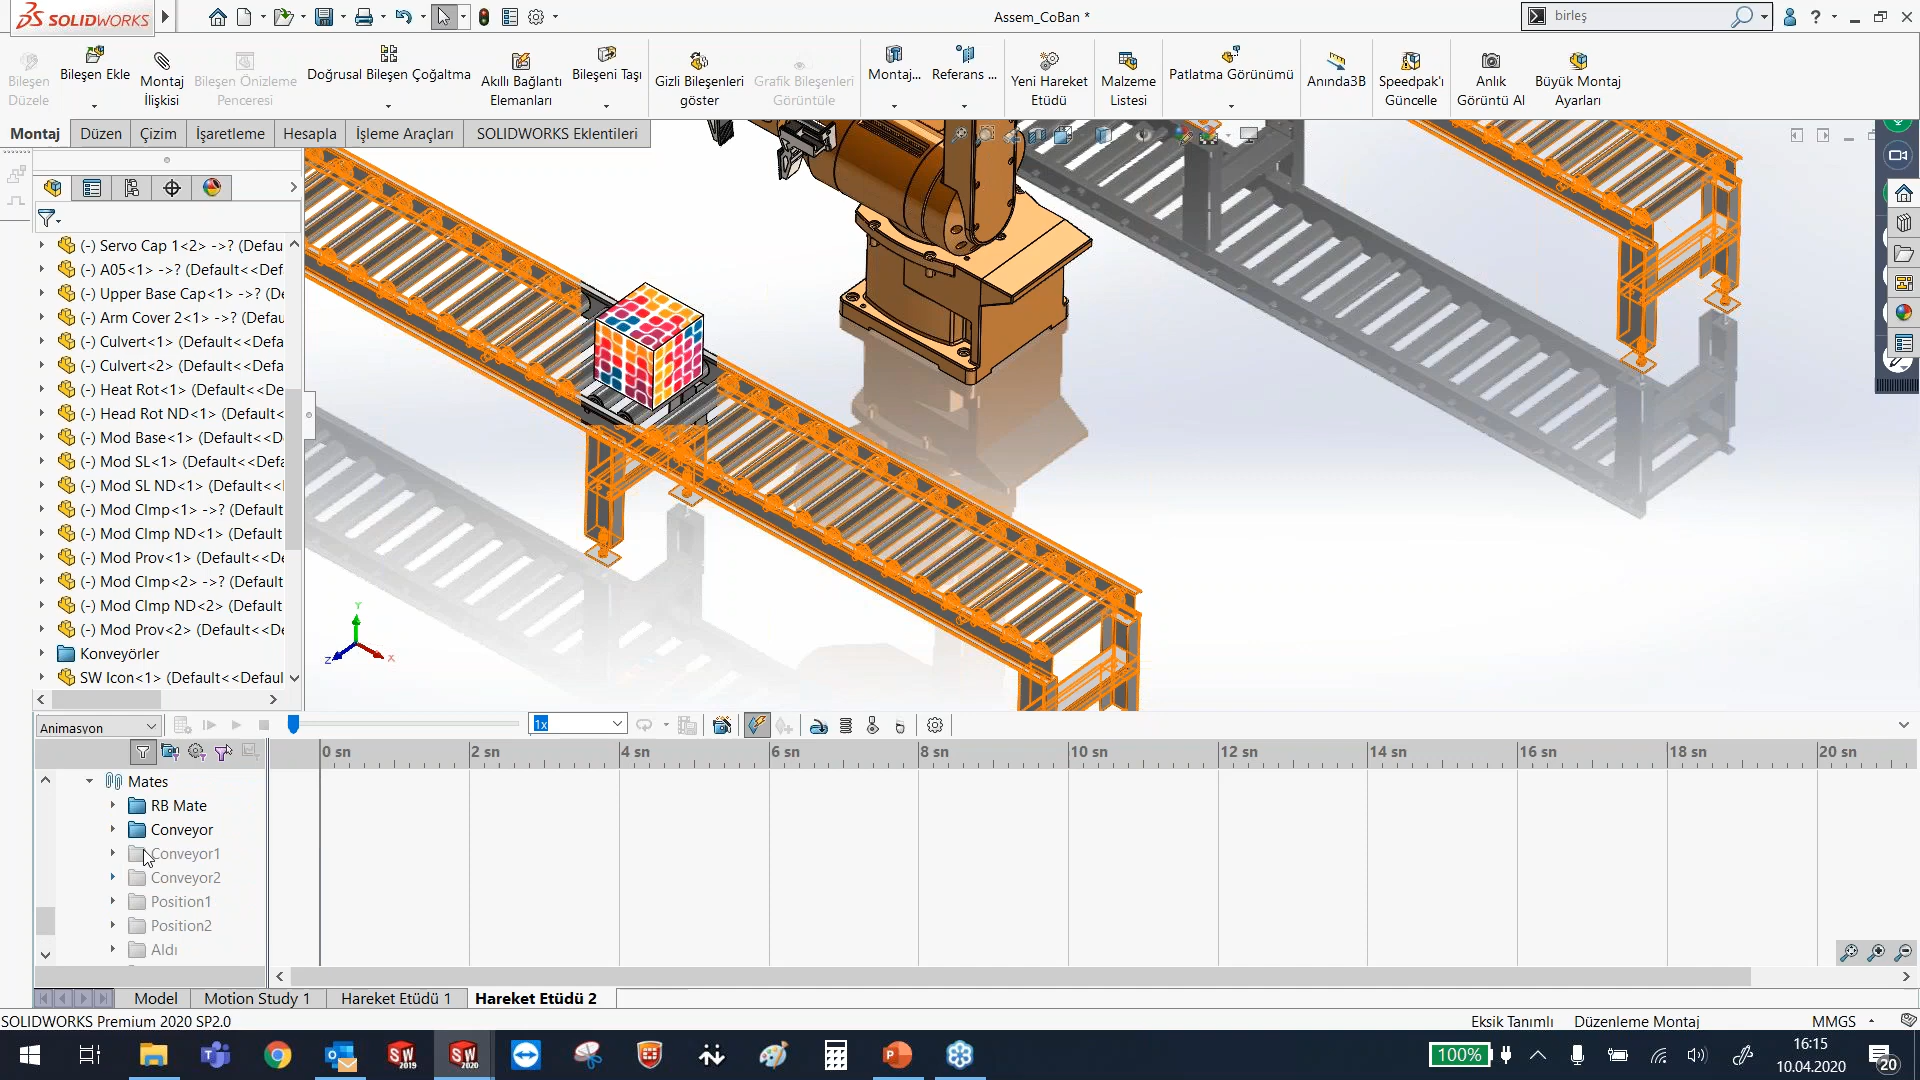 SOLIDWORKS
Assem_CoBan *
birleş
Bileşen Düzele
Bileşen Ekle
Montaj İlişkisi
Bileşen Önizleme Penceresi
Doğrusal Bileşen Çoğaltma
Akıllı Bağlantı Elemanları
Bileşeni Taşı
Gizli Bileşenleri göster
Grafik Bileşenleri Görüntüle
Montaj...
Referans ...
Yeni Hareket Etüdü
Malzeme Listesi
Patlatma Görünümü
Anında3B
Speedpak'ı Güncelle
Anlık Görüntü Al
Büyük Montaj Ayarları
Montaj Düzen Çizim İşaretleme Hesapla İşleme Araçları SOLIDWORKS Eklentileri
(-) Servo Cap 1<2> ->? (Defau
(-) A05<1> ->? (Default<<Def
(-) Upper Base Cap<1> ->? (De
(-) Arm Cover 2<1> ->? (Defau
(-) Culvert<1> (Default<<Defa
(-) Culvert<2> (Default<<Defa
(-) Heat Rot<1> (Default<<De
(-) Head Rot ND<1> (Default<
(-) Mod Base<1> (Default<<D
(-) Mod SL<1> (Default<<Defa
(-) Mod SL ND<1> (Default<<
(-) Mod Clmp<1> ->? (Default
(-) Mod Clmp ND<1> (Default
(-) Mod Prov<1> (Default<<De
(-) Mod Clmp<2> ->? (Default
(-) Mod Clmp ND<2> (Default
(-) Mod Prov<2> (Default<<De
Konveyörler
SW Icon<1> (Default<<Defaul
Y
Z
X
Animasyon
1x
0 sn 2 sn 4 sn 6 sn 8 sn 10 sn 12 sn 14 sn 16 sn 18 sn 20 sn
Mates
RB Mate
Conveyor
Conveyor1
Conveyor2
Position1
Position2
Aldı
Model Motion Study 1 Hareket Etüdü 1 Hareket Etüdü 2
SOLIDWORKS Premium 2020 SP2.0
Eksik Tanımlı Düzenleme Montaj MMGS
SW 2019
SW 2020
100%
16:15
10.04.2020
20